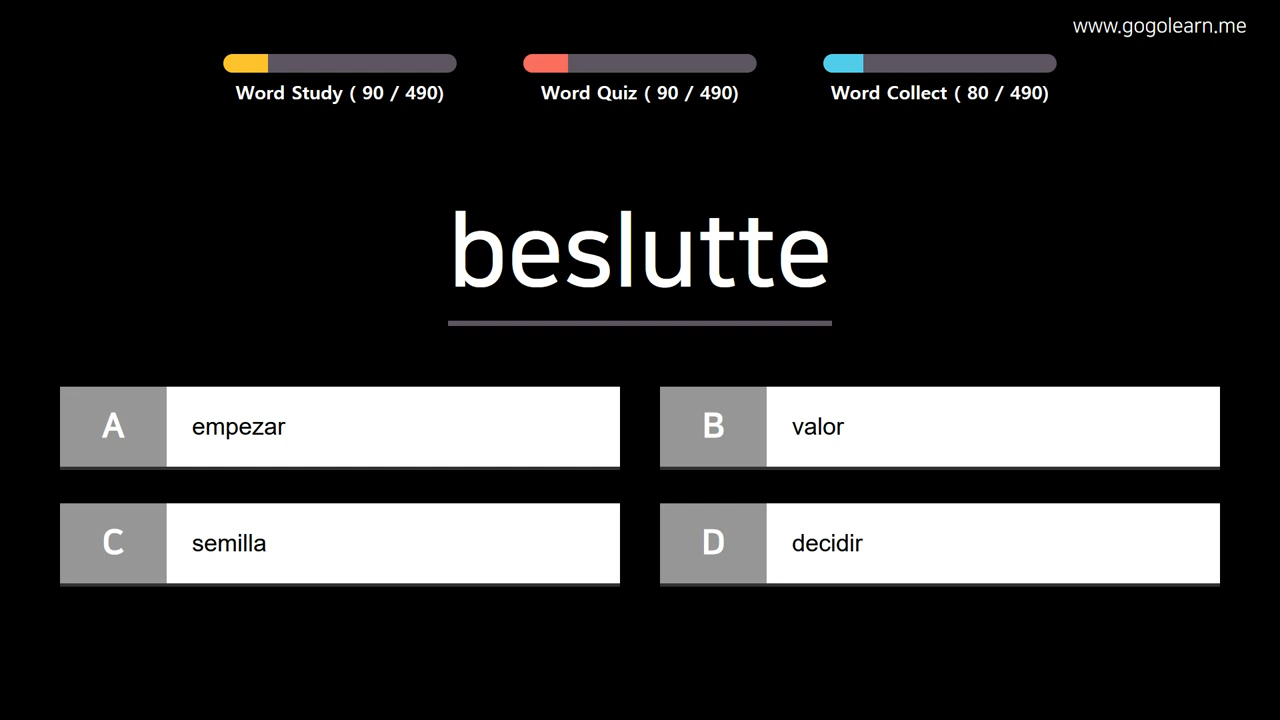 www.gogolearn.me
Word Study ( 90 / 490)
Word Quiz ( 90 / 490)
Word Collect ( 80 / 490)
beslutte
A empezar
B valor
C semilla
D decidir